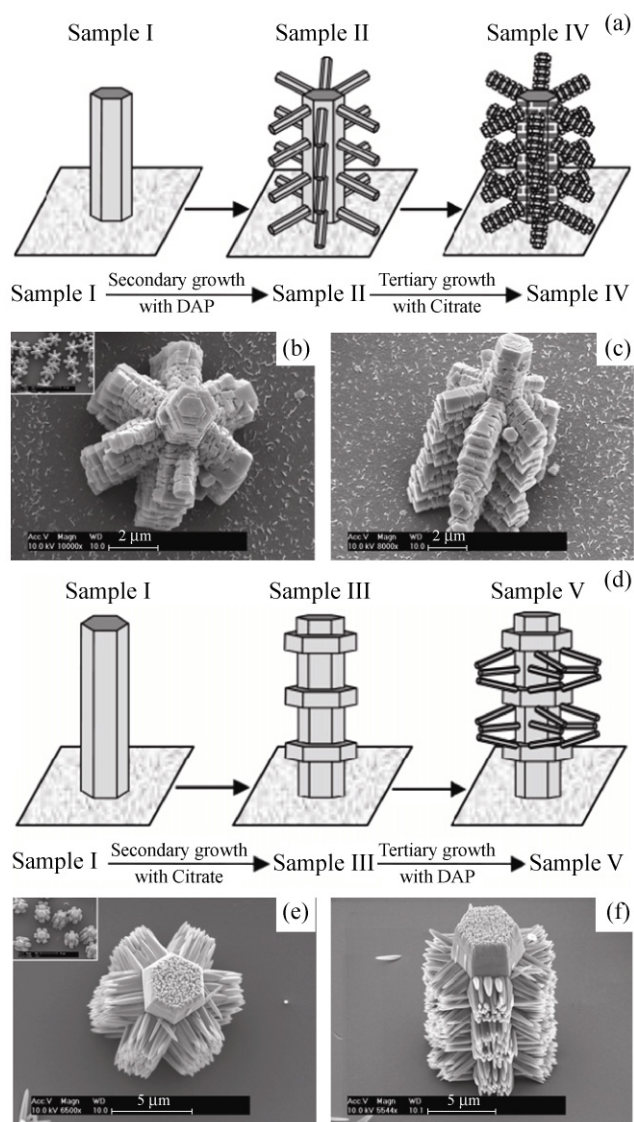 (a)
Sample I Sample II Sample IV
Sample I Secondary growth with DAP Sample II Tertiary growth with Citrate Sample IV
(b) (c)
Acc.V Magn WD
10.0 kV 10000x 10.0 2 μm
Acc.V Magn WD
10.0 kV 8000x 10.0 2 μm
(d)
Sample I Sample III Sample V
Sample I Secondary growth with Citrate Sample III Tertiary growth with DAP Sample V
(e) (f)
Acc.V Magn WD
10.0 kV 6500x 10.0 5 μm
Acc.V Magn WD
10.0 kV 5544x 10.1 5 μm